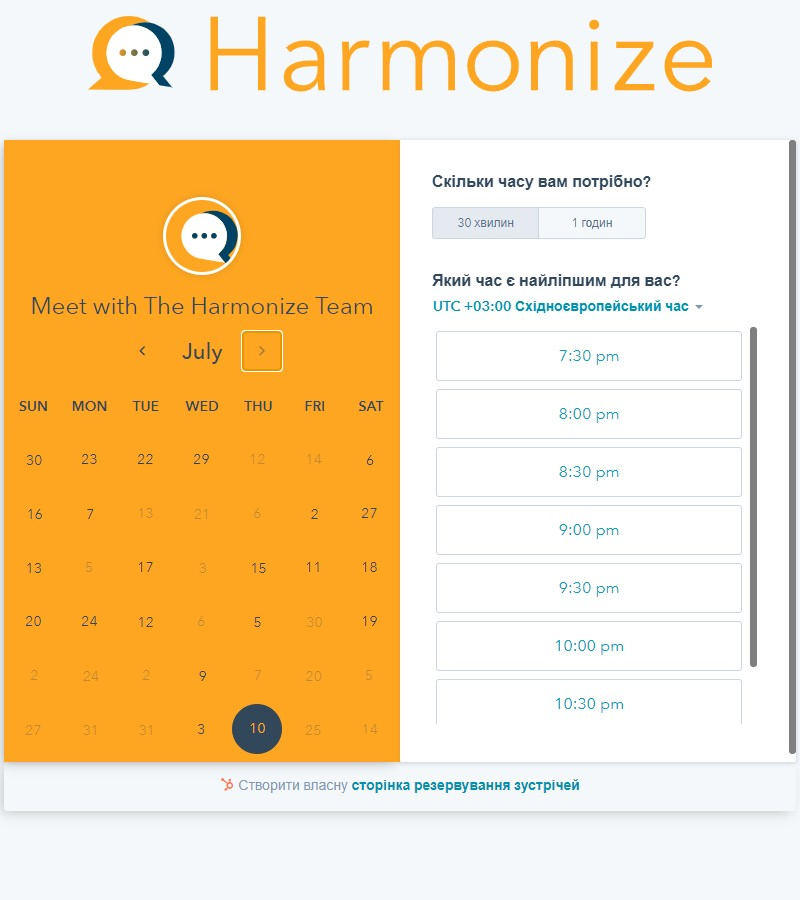 Harmonize
Meet with The Harmonize Team
July
SUN MON TUE WED THU FRI SAT
30 23 22 29 12 14 6
16 7 13 21 6 2 27
13 5 17 3 15 11 18
20 24 12 6 5 30 19
2 24 2 9 7 20 5
27 31 31 3 10 25 14
Скільки часу вам потрібно?
30 хвилин 1 годин
Який час є найліпшим для вас?
UTC +03:00 Східноєвропейський час
7:30 pm
8:00 pm
8:30 pm
9:00 pm
9:30 pm
10:00 pm
10:30 pm
Створити власну сторінка резервування зустрічей